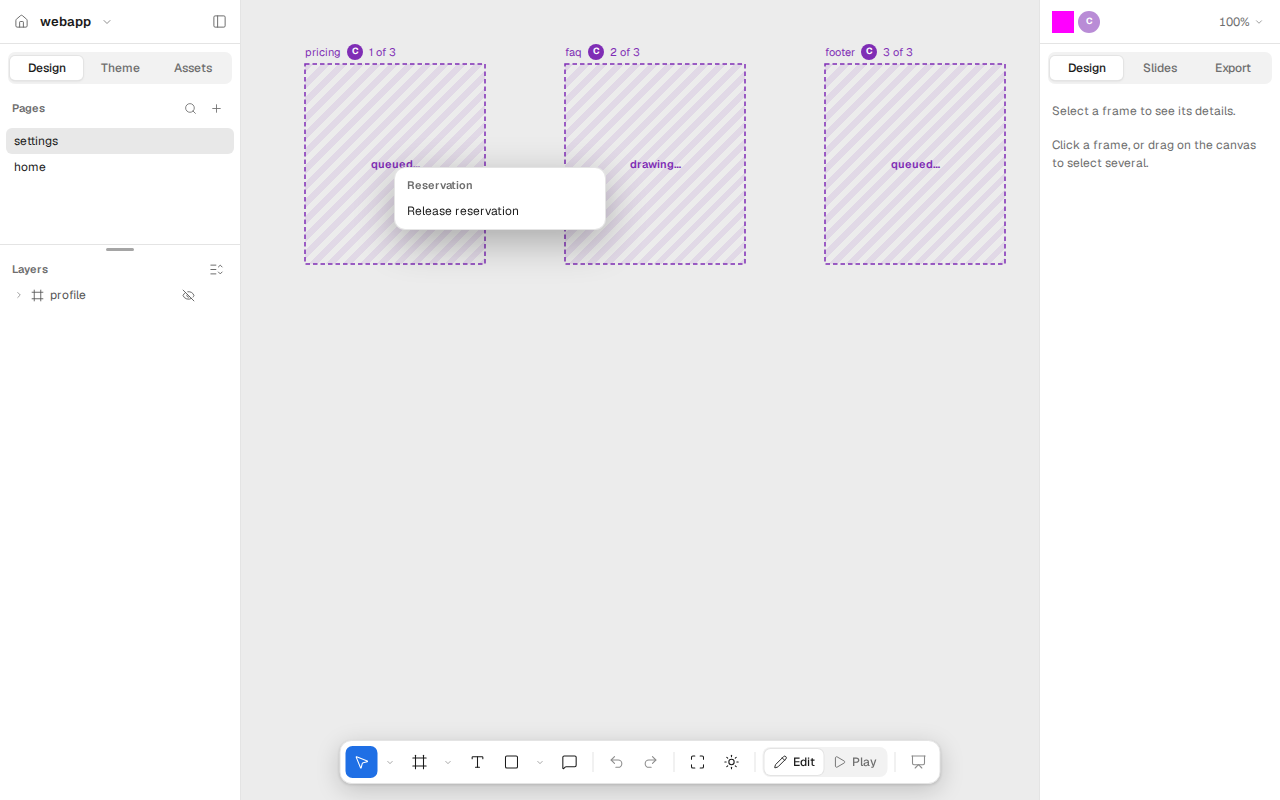 webapp
Design
Theme
Assets
Pages
settings
home
Layers
profile
pricing C 1 of 3
faq C 2 of 3
footer C 3 of 3
queued…
drawing…
queued…
Reservation
Release reservation
Edit
Play
C
100%
Design
Slides
Export
Select a frame to see its details.
Click a frame, or drag on the canvas
to select several.